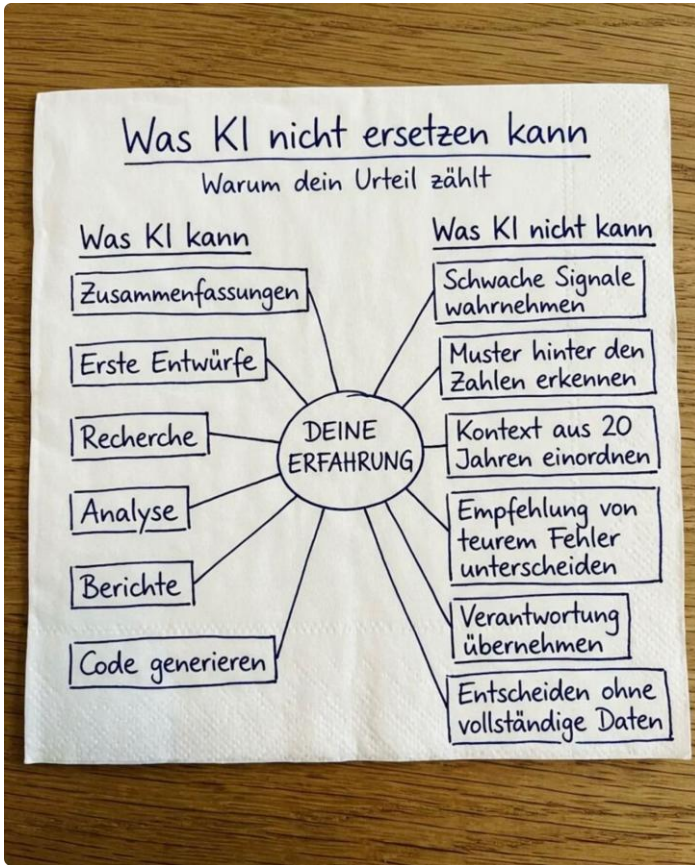 Was KI nicht ersetzen kann
Warum dein Urteil zählt
Was KI kann
Zusammenfassungen
Erste Entwürfe
Recherche
Analyse
Berichte
Code generieren
DEINE
ERFAHRUNG
Was KI nicht kann
Schwache Signale
wahrnehmen
Muster hinter den
Zahlen erkennen
Kontext aus 20
Jahren einordnen
Empfehlung von
teurem Fehler
unterscheiden
Verantwortung
übernehmen
Entscheiden ohne
vollständige Daten